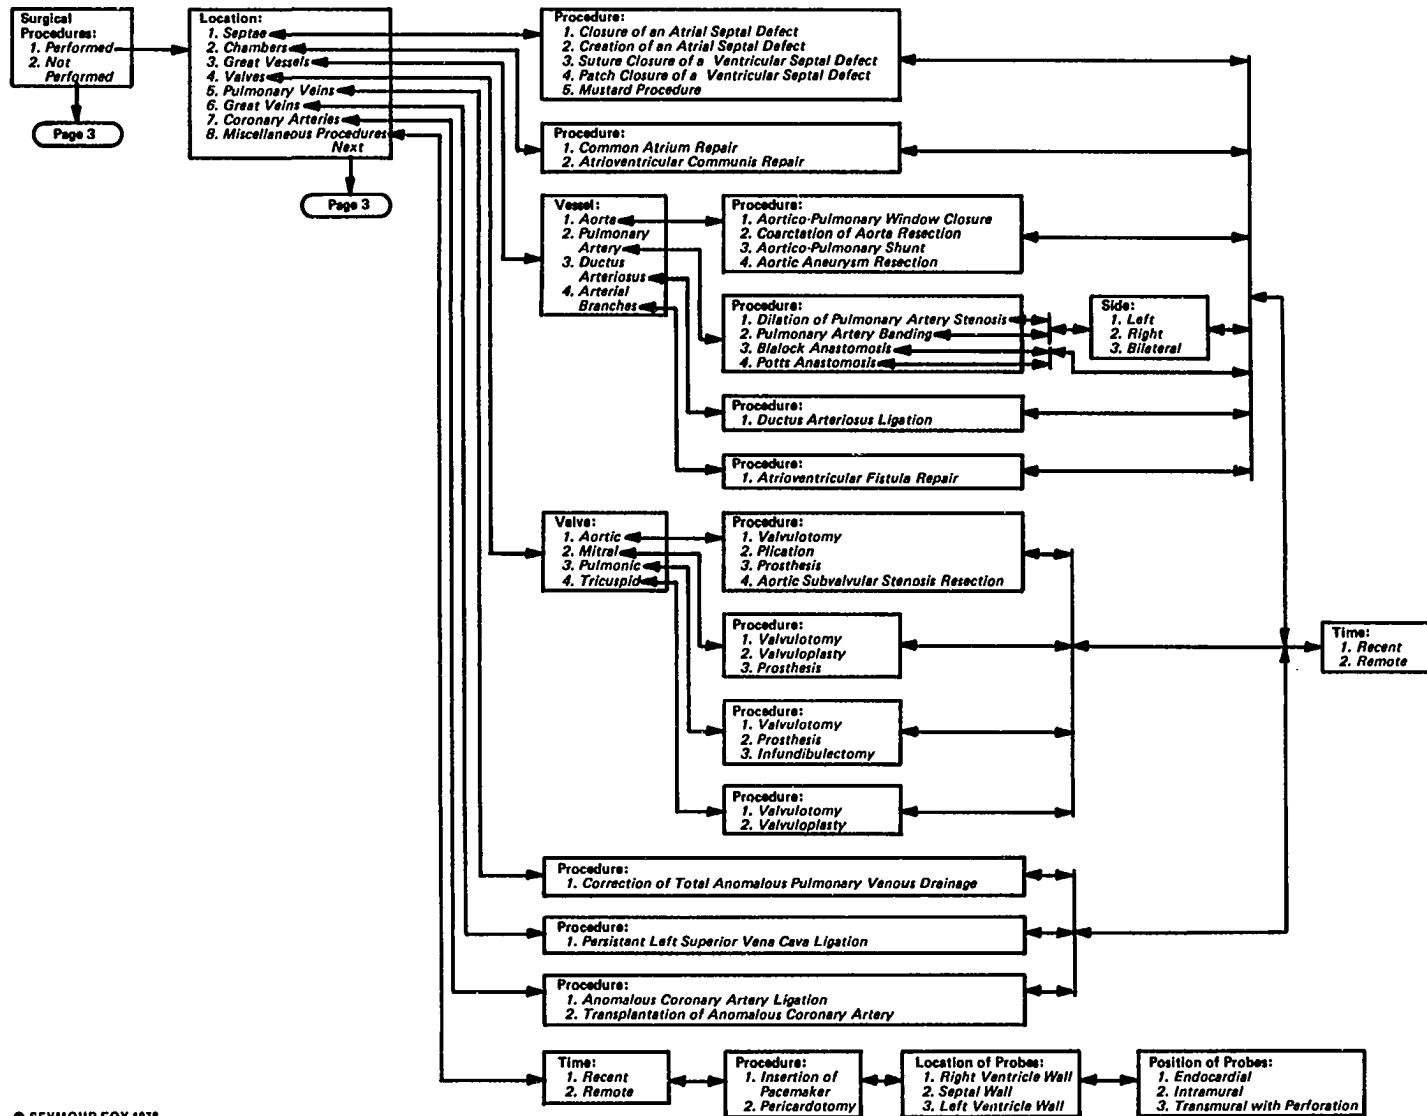 Surgical
Procedures:
1. Performed
2. Not
Performed
Page 3
Location:
1. Septae
2. Chambers
3. Great Vessels
4. Valves
5. Pulmonary Veins
6. Great Veins
7. Coronary Arteries
8. Miscellaneous Procedures
Next
Page 3
Procedure:
1. Closure of an Atrial Septal Defect
2. Creation of an Atrial Septal Defect
3. Suture Closure of a Ventricular Septal Defect
4. Patch Closure of a Ventricular Septal Defect
5. Mustard Procedure
Procedure:
1. Common Atrium Repair
2. Atrioventricular Communis Repair
Vessel:
1. Aorta
2. Pulmonary
Artery
3. Ductus
Arteriosus
4. Arterial
Branches
Procedure:
1. Aortico-Pulmonary Window Closure
2. Coarctation of Aorta Resection
3. Aortico-Pulmonary Shunt
4. Aortic Aneurysm Resection
Procedure:
1. Dilation of Pulmonary Artery Stenosis
2. Pulmonary Artery Banding
3. Blalock Anastomosis
4. Potts Anastomosis
Side:
1. Left
2. Right
3. Bilateral
Procedure:
1. Ductus Arteriosus Ligation
Procedure:
1. Atrioventricular Fistula Repair
Valve:
1. Aortic
2. Mitral
3. Pulmonic
4. Tricuspid
Procedure:
1. Valvulotomy
2. Plication
3. Prosthesis
4. Aortic Subvalvular Stenosis Resection
Procedure:
1. Valvulotomy
2. Valvuloplasty
3. Prosthesis
Procedure:
1. Valvulotomy
2. Prosthesis
3. Infundibulectomy
Procedure:
1. Valvulotomy
2. Valvuloplasty
Time:
1. Recent
2. Remote
Procedure:
1. Correction of Total Anomalous Pulmonary Venous Drainage
Procedure:
1. Persistant Left Superior Vena Cava Ligation
Procedure:
1. Anomalous Coronary Artery Ligation
2. Transplantation of Anomalous Coronary Artery
Time:
1. Recent
2. Remote
Procedure:
1. Insertion of
Pacemaker
2. Pericardotomy
Location of Probes:
1. Right Ventricle Wall
2. Septal Wall
3. Left Ventricle Wall
Position of Probes:
1. Endocardial
2. Intramural
3. Transmural with Perforation
© SEYMOUR FOX